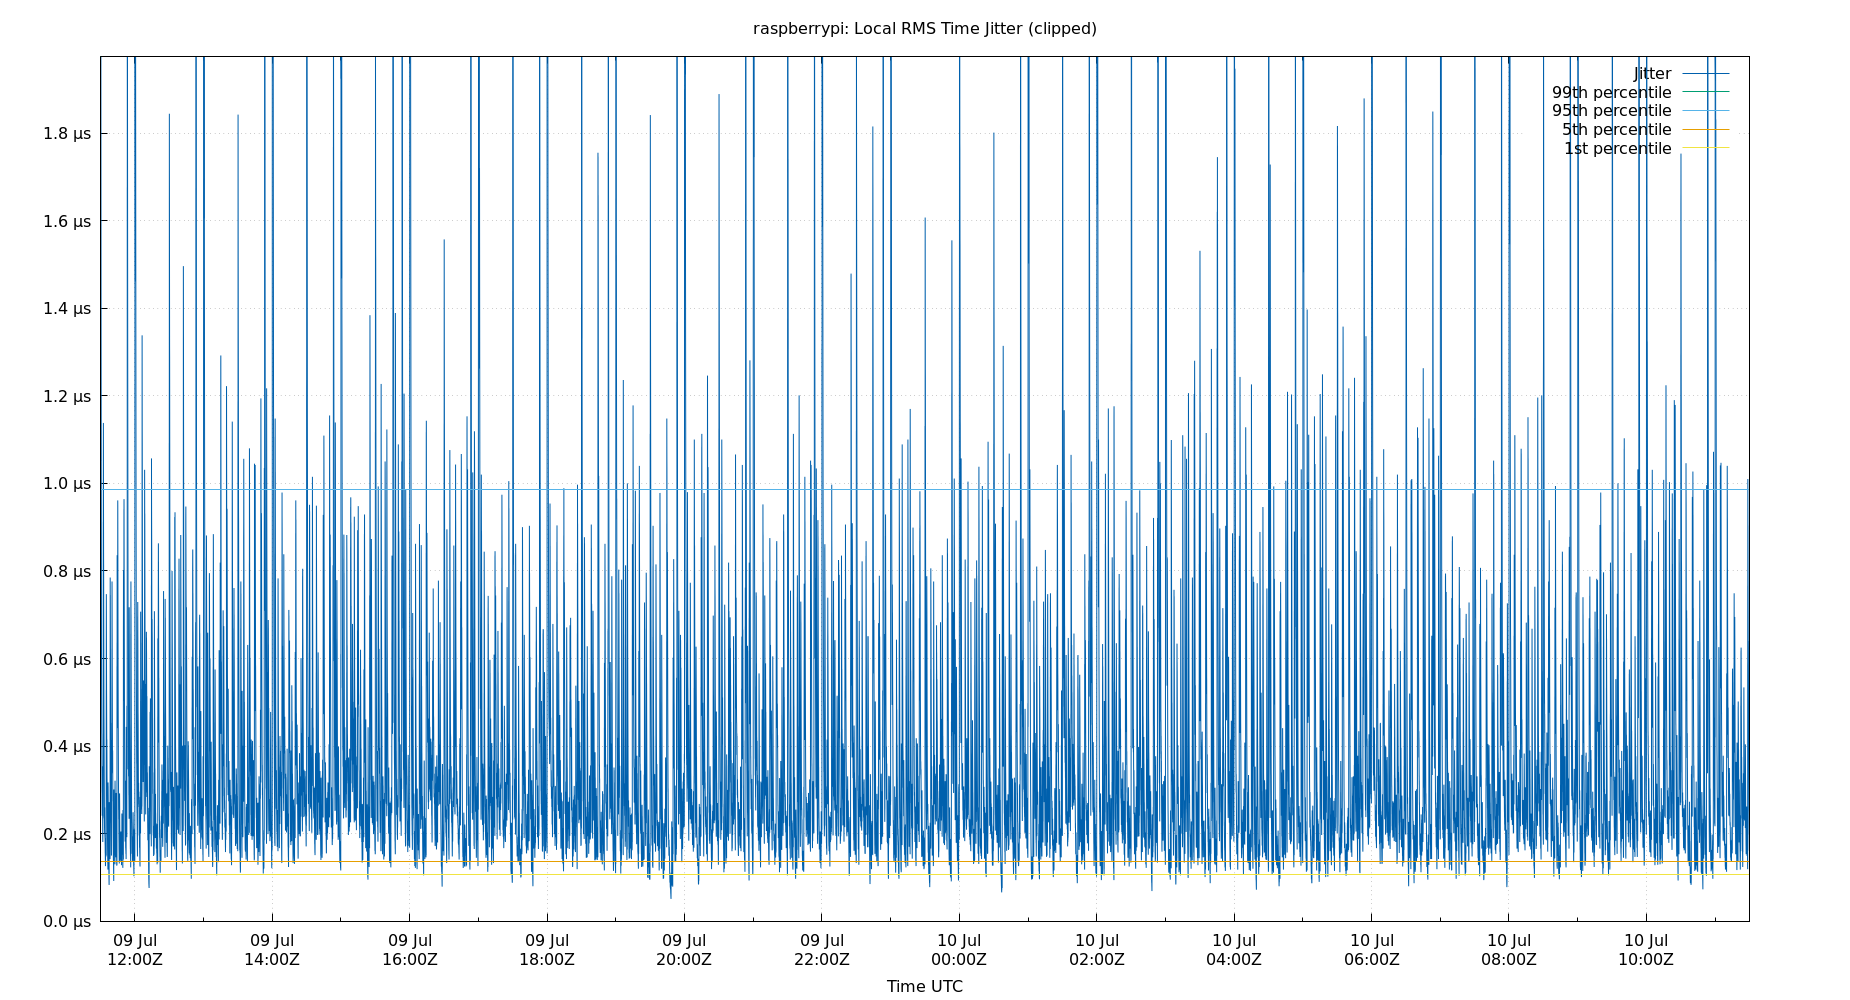 raspberrypi: Local RMS Time Jitter (clipped)
Jitter
99th percentile
95th percentile
5th percentile
1st percentile
1.8 µs
1.6 µs
1.4 µs
1.2 µs
1.0 µs
0.8 µs
0.6 µs
0.4 µs
0.2 µs
0.0 µs
09 Jul 09 Jul 09 Jul 09 Jul 09 Jul 09 Jul 10 Jul 10 Jul 10 Jul 10 Jul 10 Jul 10 Jul
12:00Z 14:00Z 16:00Z 18:00Z 20:00Z 22:00Z 00:00Z 02:00Z 04:00Z 06:00Z 08:00Z 10:00Z
Time UTC